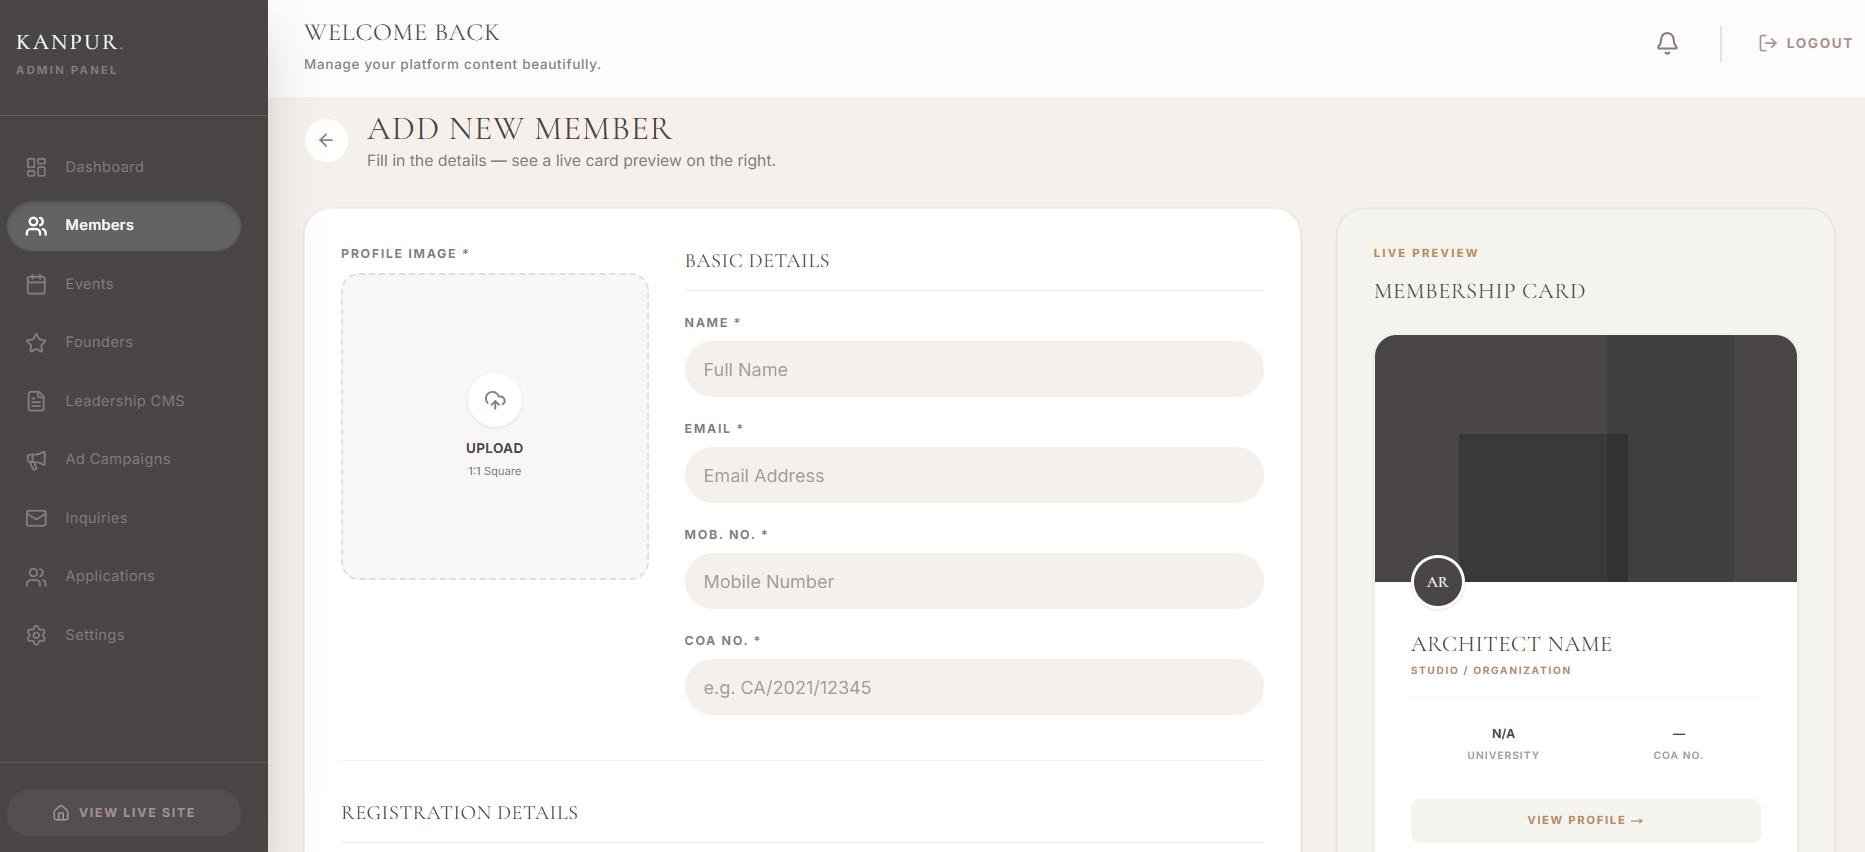 KANPUR.
ADMIN PANEL
Dashboard
Members
Events
Founders
Leadership CMS
Ad Campaigns
Inquiries
Applications
Settings
VIEW LIVE SITE
WELCOME BACK
Manage your platform content beautifully.
LOGOUT
ADD NEW MEMBER
Fill in the details — see a live card preview on the right.
PROFILE IMAGE *
UPLOAD
1:1 Square
BASIC DETAILS
NAME *
Full Name
EMAIL *
Email Address
MOB. NO. *
Mobile Number
COA NO. *
e.g. CA/2021/12345
REGISTRATION DETAILS
LIVE PREVIEW
MEMBERSHIP CARD
AR
ARCHITECT NAME
STUDIO / ORGANIZATION
N/A
UNIVERSITY
—
COA NO.
VIEW PROFILE →